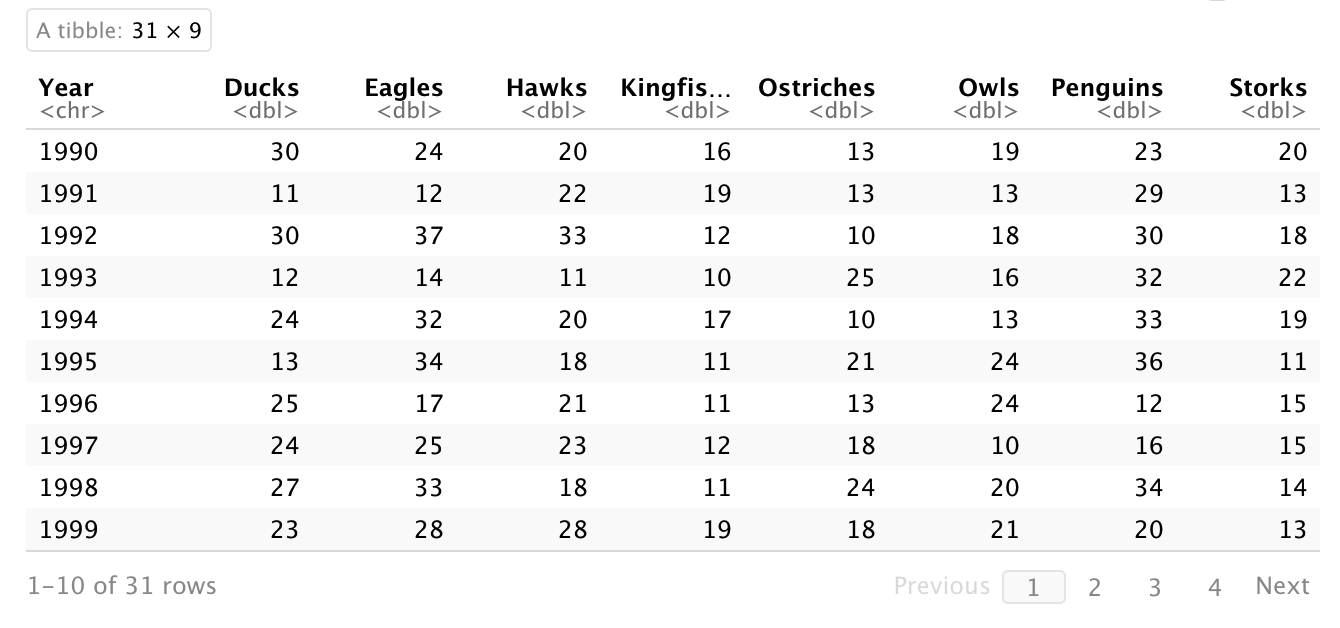 A tibble: 31 × 9
Year Ducks Eagles Hawks Kingfis… Ostriches Owls Penguins Storks
<chr> <dbl> <dbl> <dbl> <dbl> <dbl> <dbl> <dbl> <dbl>
1990 30 24 20 16 13 19 23 20
1991 11 12 22 19 13 13 29 13
1992 30 37 33 12 10 18 30 18
1993 12 14 11 10 25 16 32 22
1994 24 32 20 17 10 13 33 19
1995 13 34 18 11 21 24 36 11
1996 25 17 21 11 13 24 12 15
1997 24 25 23 12 18 10 16 15
1998 27 33 18 11 24 20 34 14
1999 23 28 28 19 18 21 20 13
1–10 of 31 rows Previous 1 2 3 4 Next